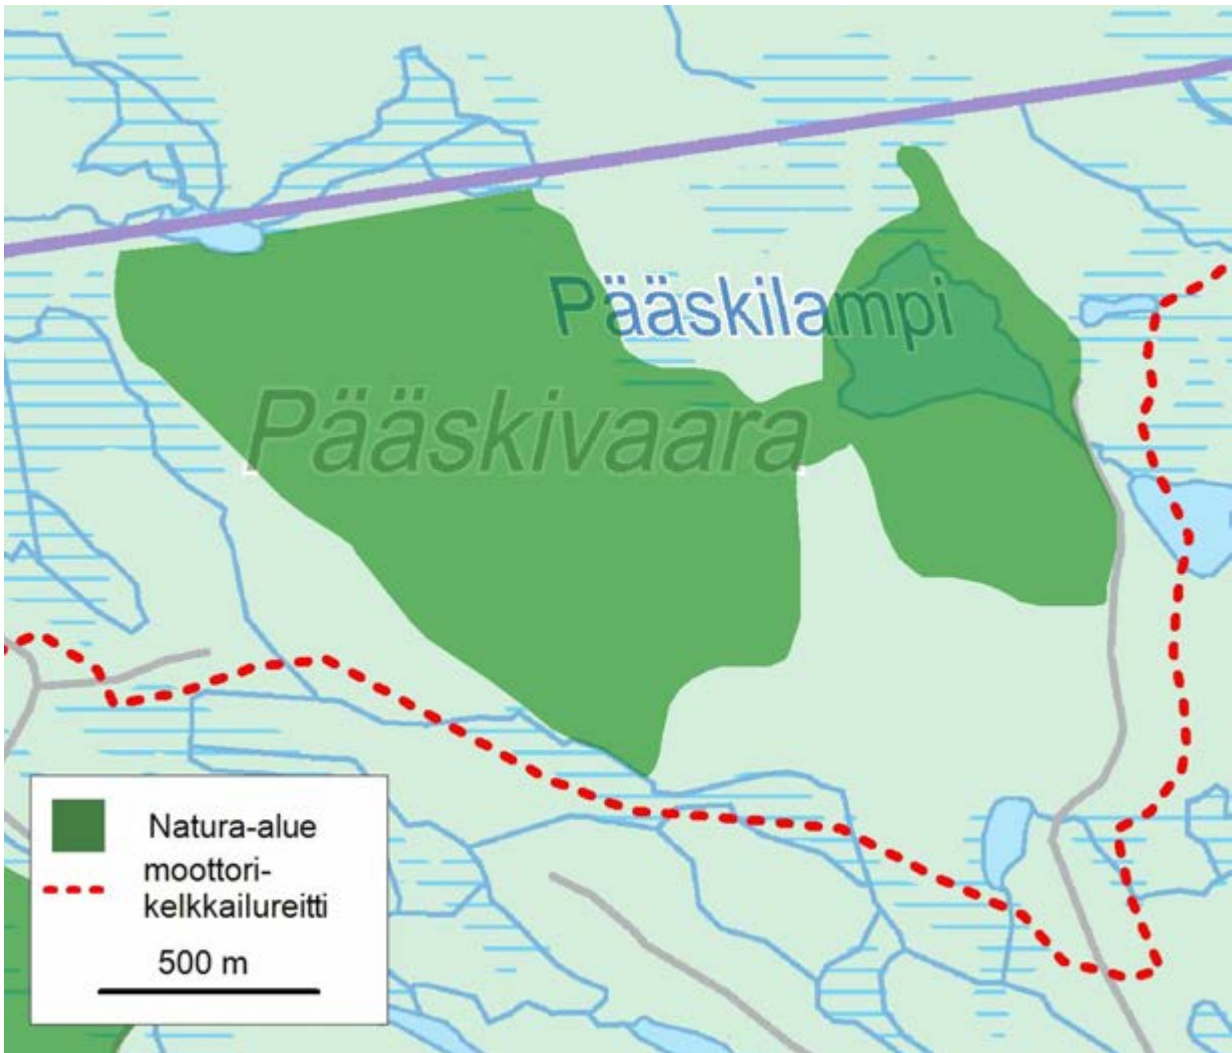 Pääskilampi
Pääskivaara
Natura-alue
moottori-
kelkkailureitti
500 m